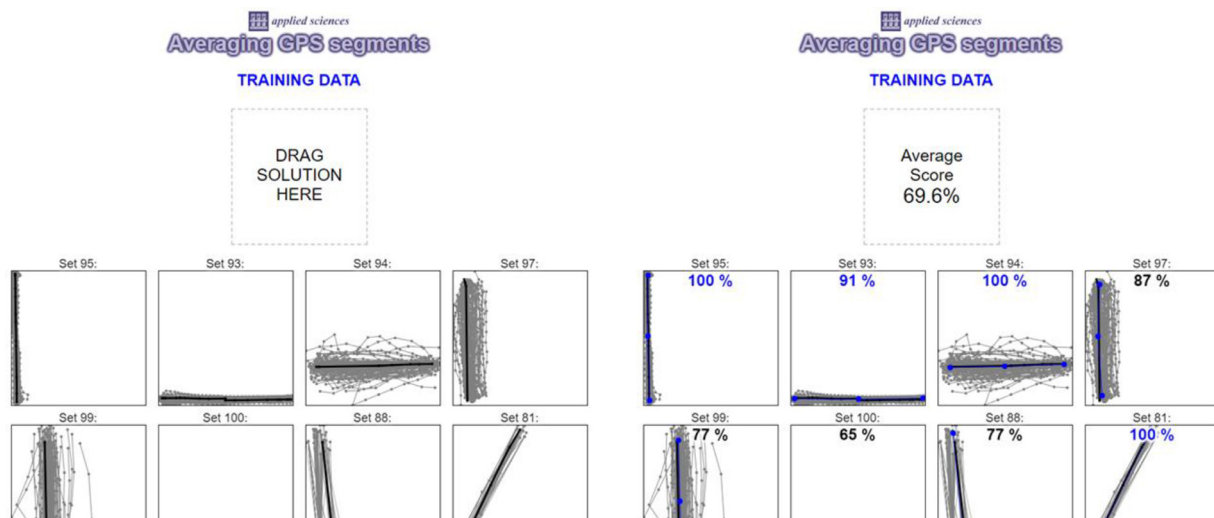 applied sciences
Averaging GPS segments
TRAINING DATA
DRAG
SOLUTION
HERE
Set 95:
Set 93:
Set 94:
Set 97:
Set 99:
Set 100:
Set 88:
Set 81:
applied sciences
Averaging GPS segments
TRAINING DATA
Average
Score
69.6%
Set 95:
Set 93:
Set 94:
Set 97:
100 %
91 %
100 %
87 %
Set 99:
Set 100:
Set 88:
Set 81:
77 %
65 %
77 %
100 %